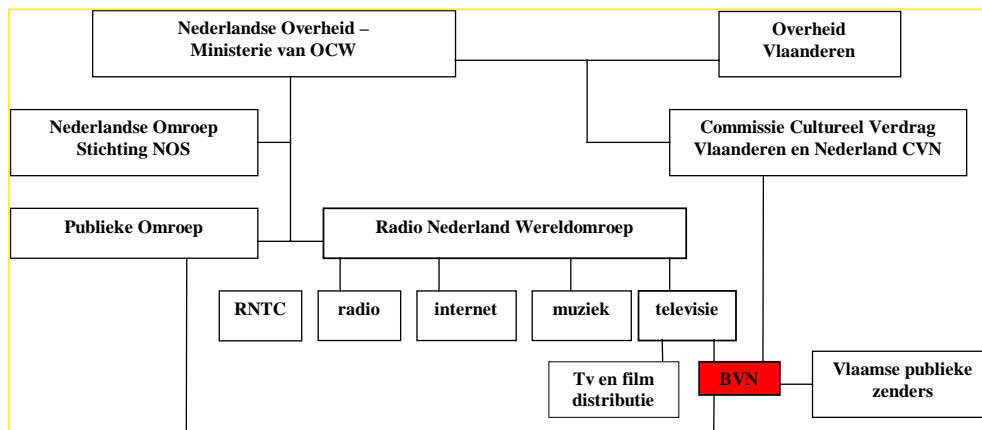 Nederlandse Overheid –
Ministerie van OCW
Overheid
Vlaanderen
Nederlandse Omroep
Stichting NOS
Commissie Cultureel Verdrag
Vlaanderen en Nederland CVN
Publieke Omroep
Radio Nederland Wereldomroep
RNTC
radio
internet
muziek
televisie
Tv en film
distributie
BVN
Vlaamse publieke
zenders